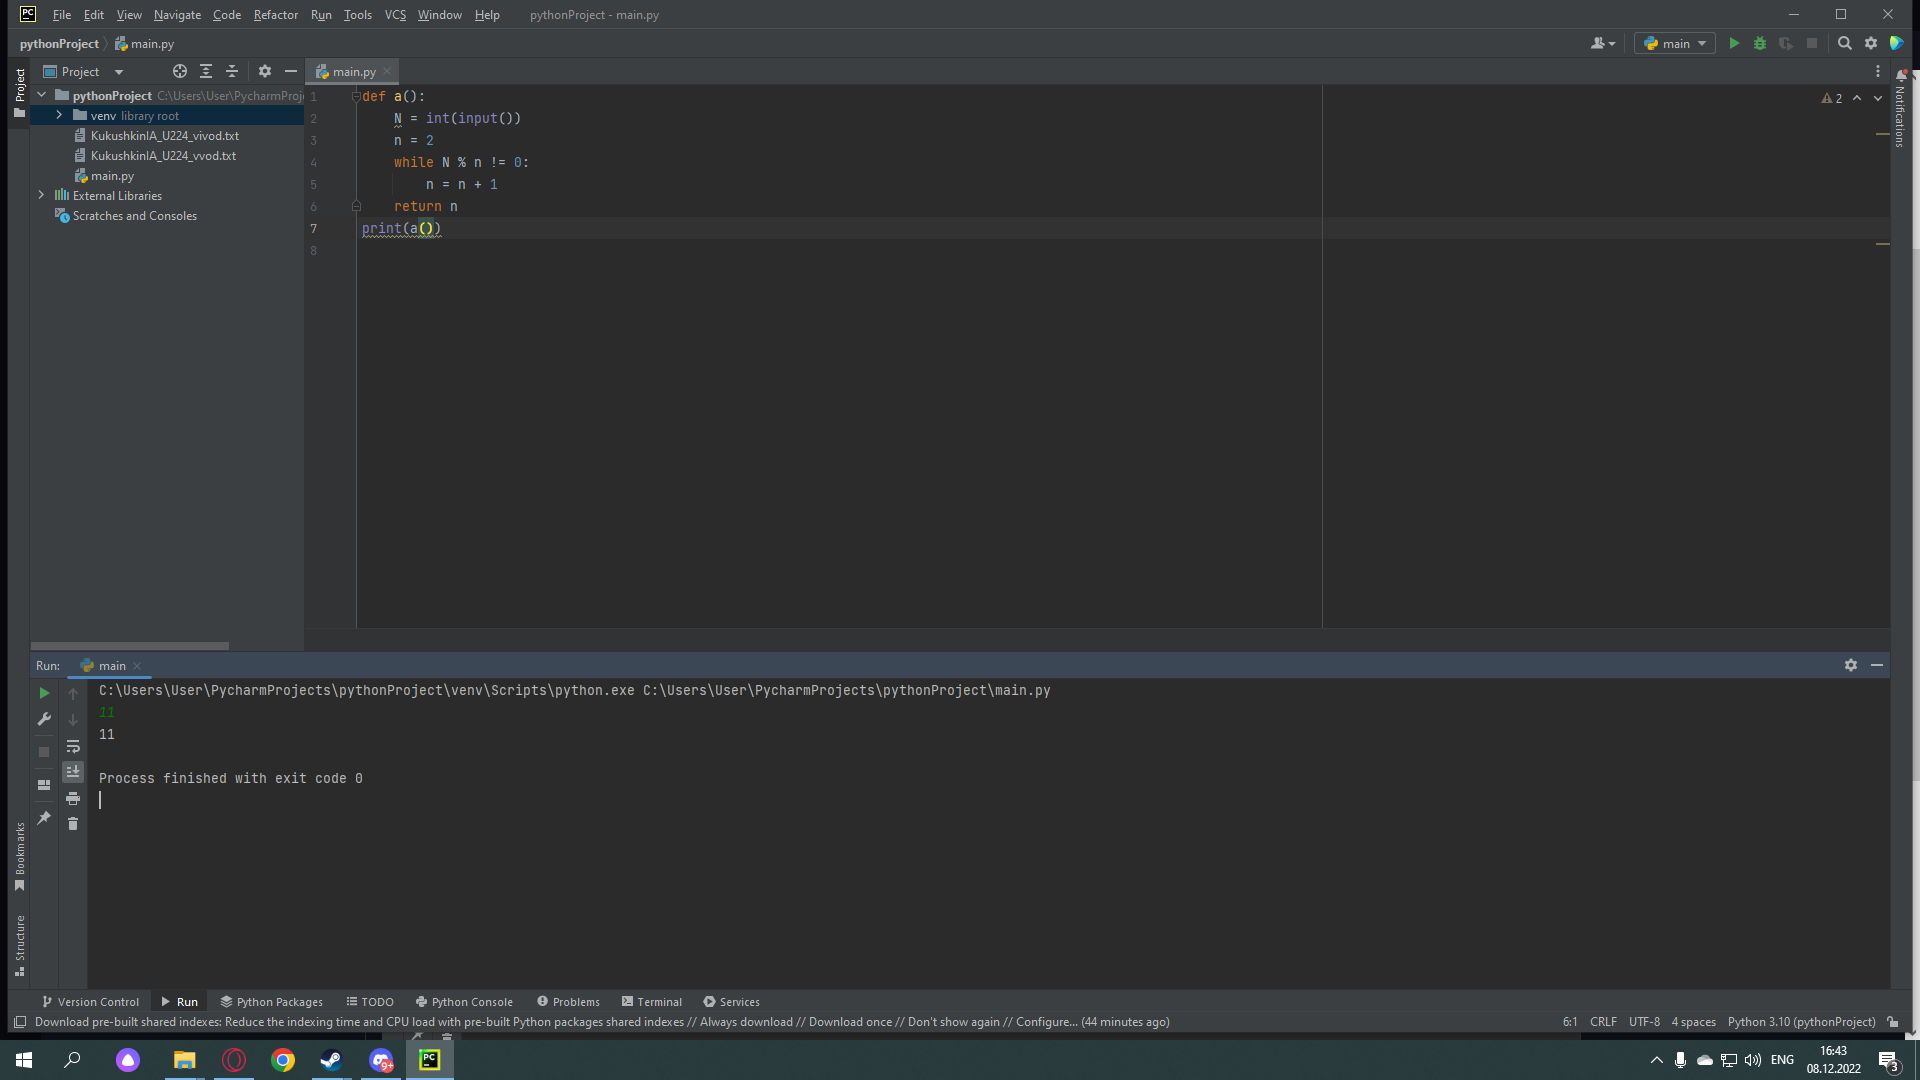 PC File Edit View Navigate Code Refactor Run Tools VCS Window Help pythonProject - main.py
pythonProject main.py
main
Project
main.py
Project
pythonProject C:\Users\User\PycharmProj
venv library root
KukushkinIA_U224_vivod.txt
KukushkinIA_U224_vvod.txt
main.py
External Libraries
Scratches and Consoles
1 def a():
2 N = int(input())
3 n = 2
4 while N % n != 0:
5 n = n + 1
6 return n
7 print(a())
8
2
Notifications
Run: main
C:\Users\User\PycharmProjects\pythonProject\venv\Scripts\python.exe C:\Users\User\PycharmProjects\pythonProject\main.py
11
11
Process finished with exit code 0
Bookmarks
Structure
Version Control Run Python Packages TODO Python Console Problems Terminal Services
Download pre-built shared indexes: Reduce the indexing time and CPU load with pre-built Python packages shared indexes // Always download // Download once // Don't show again // Configure... (44 minutes ago)
6:1 CRLF UTF-8 4 spaces Python 3.10 (pythonProject)
9+
PC
ENG
16:43
08.12.2022
3